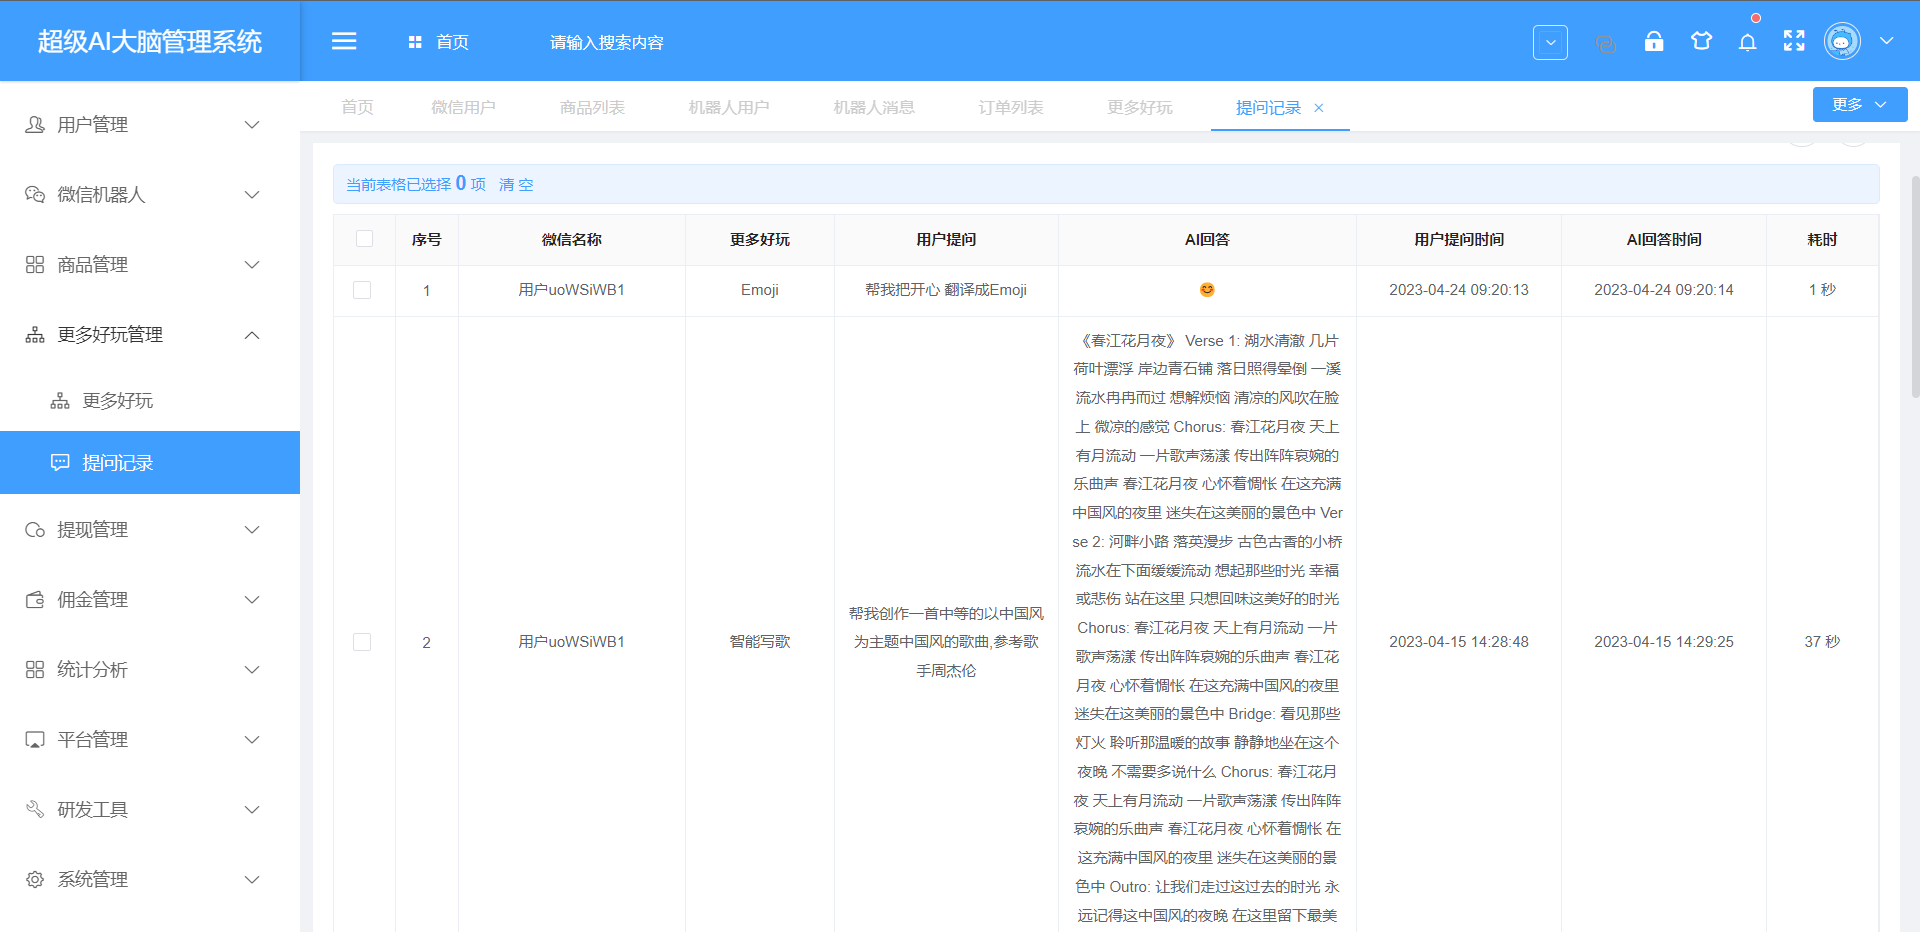 超级AI大脑管理系统
首页
请输入搜索内容
用户管理
微信机器人
商品管理
更多好玩管理
更多好玩
提问记录
提现管理
佣金管理
统计分析
平台管理
研发工具
系统管理
首页 微信用户 商品列表 机器人用户 机器人消息 订单列表 更多好玩 提问记录
更多
当前表格已选择 0 项 清 空
序号 微信名称 更多好玩 用户提问 AI回答 用户提问时间 AI回答时间 耗时
1 用户uoWSiWB1 Emoji 帮我把开心 翻译成Emoji 😊 2023-04-24 09:20:13 2023-04-24 09:20:14 1 秒
2 用户uoWSiWB1 智能写歌
帮我创作一首中等的以中国风
为主题中国风的歌曲,参考歌
手周杰伦
《春江花月夜》 Verse 1: 湖水清澈 几片
荷叶漂浮 岸边青石铺 落日照得晕倒 一溪
流水冉冉而过 想解烦恼 清凉的风吹在脸
上 微凉的感觉 Chorus: 春江花月夜 天上
有月流动 一片歌声荡漾 传出阵阵哀婉的
乐曲声 春江花月夜 心怀着惆怅 在这充满
中国风的夜里 迷失在这美丽的景色中 Ver
se 2: 河畔小路 落英漫步 古色古香的小桥
流水在下面缓缓流动 想起那些时光 幸福
或悲伤 站在这里 只想回味这美好的时光
Chorus: 春江花月夜 天上有月流动 一片
歌声荡漾 传出阵阵哀婉的乐曲声 春江花
月夜 心怀着惆怅 在这充满中国风的夜里
迷失在这美丽的景色中 Bridge: 看见那些
灯火 聆听那温暖的故事 静静地坐在这个
夜晚 不需要多说什么 Chorus: 春江花月
夜 天上有月流动 一片歌声荡漾 传出阵阵
哀婉的乐曲声 春江花月夜 心怀着惆怅 在
这充满中国风的夜里 迷失在这美丽的景
色中 Outro: 让我们走过这过去的时光 永
远记得这中国风的夜晚 在这里留下最美
2023-04-15 14:28:48 2023-04-15 14:29:25 37 秒